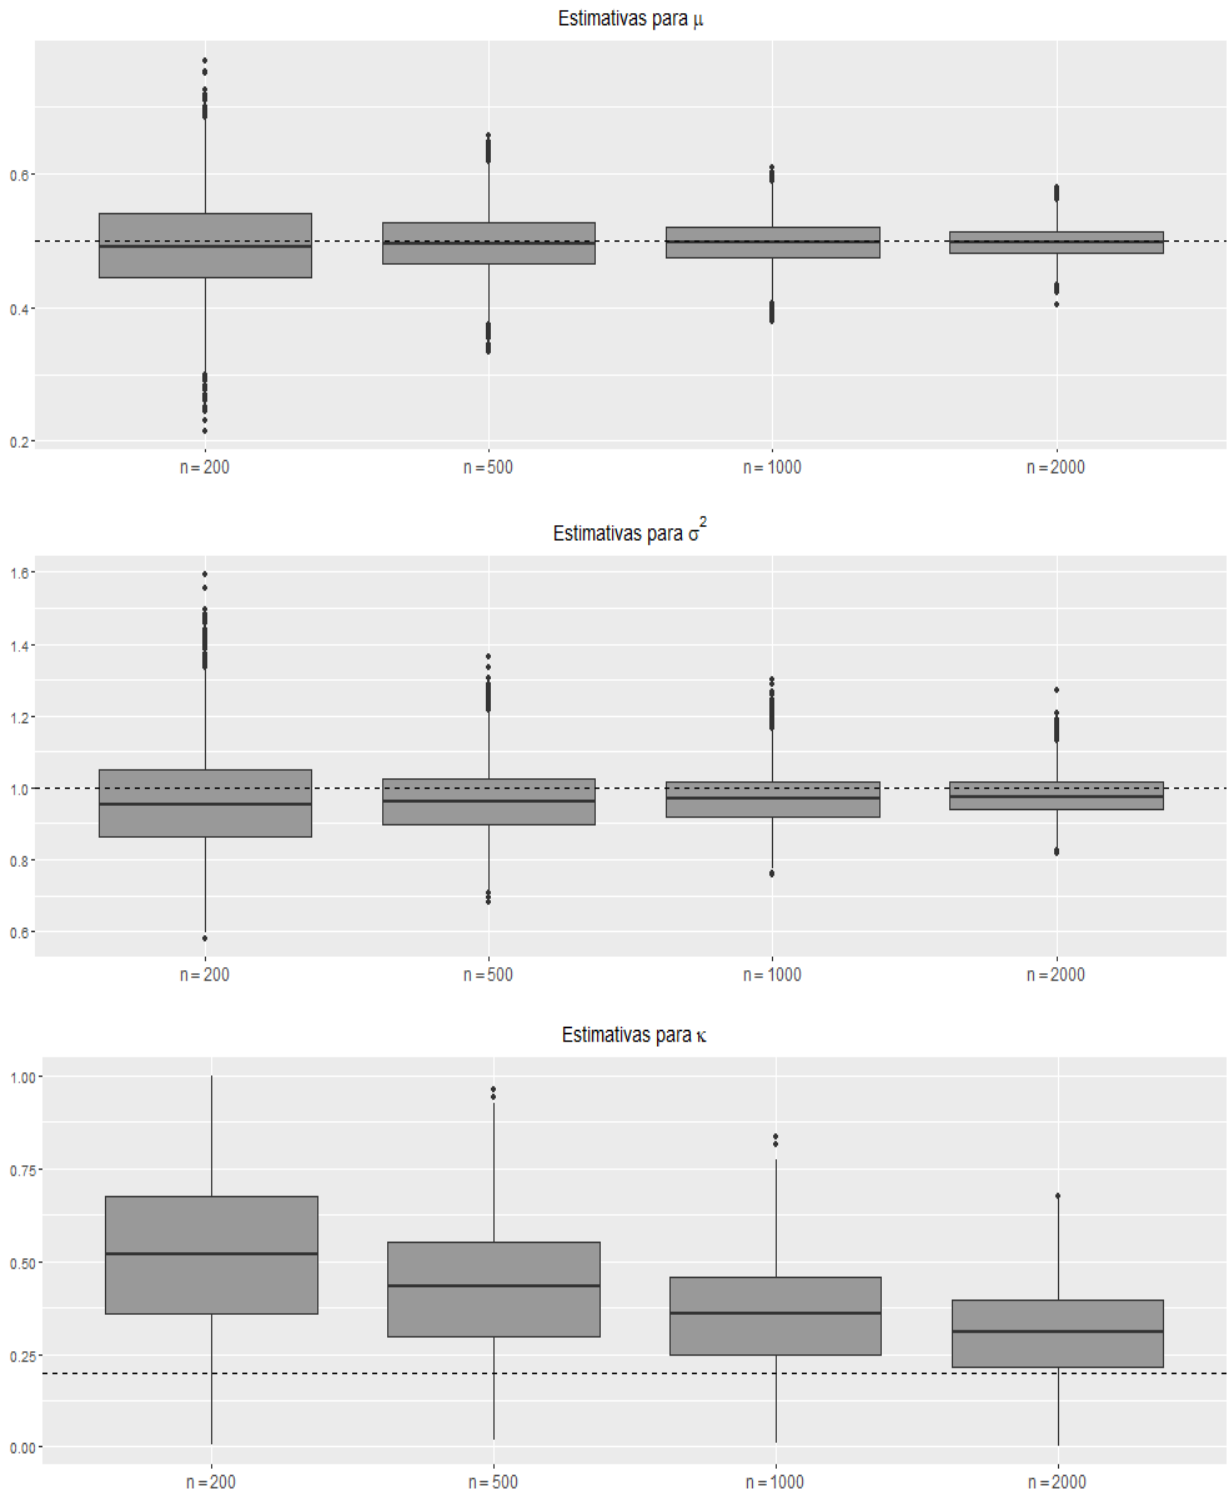 Estimativas para μ
0.6
0.4
0.2
n = 200 n = 500 n = 1000 n = 2000
Estimativas para σ²
1.6
1.4
1.2
1.0
0.8
0.6
n = 200 n = 500 n = 1000 n = 2000
Estimativas para κ
1.00
0.75
0.50
0.25
0.00
n = 200 n = 500 n = 1000 n = 2000